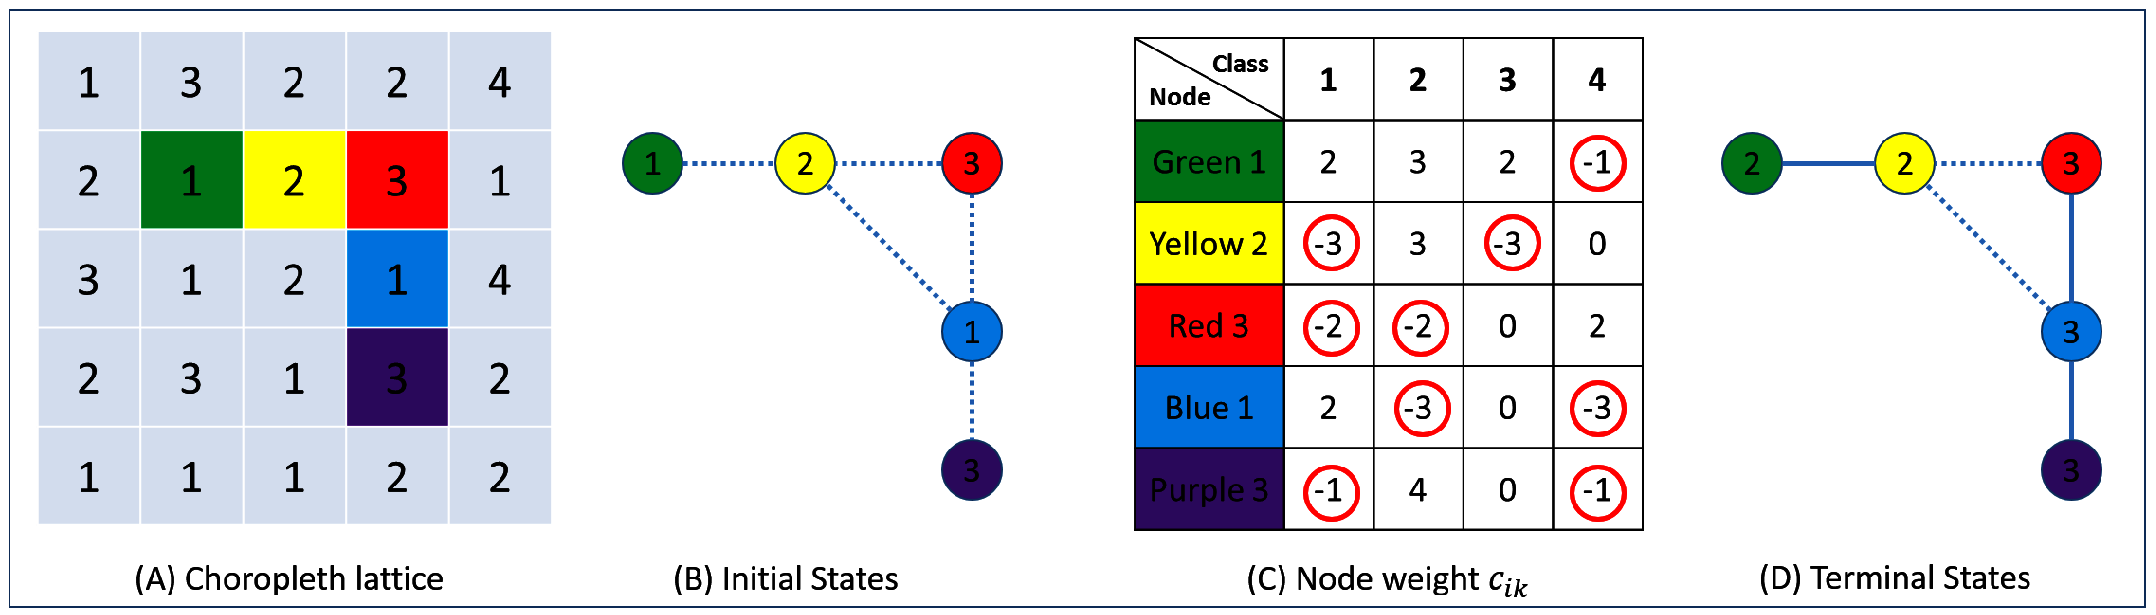 1 3 2 2 4
2 1 2 3 1
3 1 2 1 4
2 3 1 3 2
1 1 1 2 2
(A) Choropleth lattice
1 2 3
1
3
(B) Initial States
Class
Node
1 2 3 4
Green 1 2 3 2 -1
Yellow 2 -3 3 -3 0
Red 3 -2 -2 0 2
Blue 1 2 -3 0 -3
Purple 3 -1 4 0 -1
(C) Node weight c_{ik}
2 2 3
3
3
(D) Terminal States